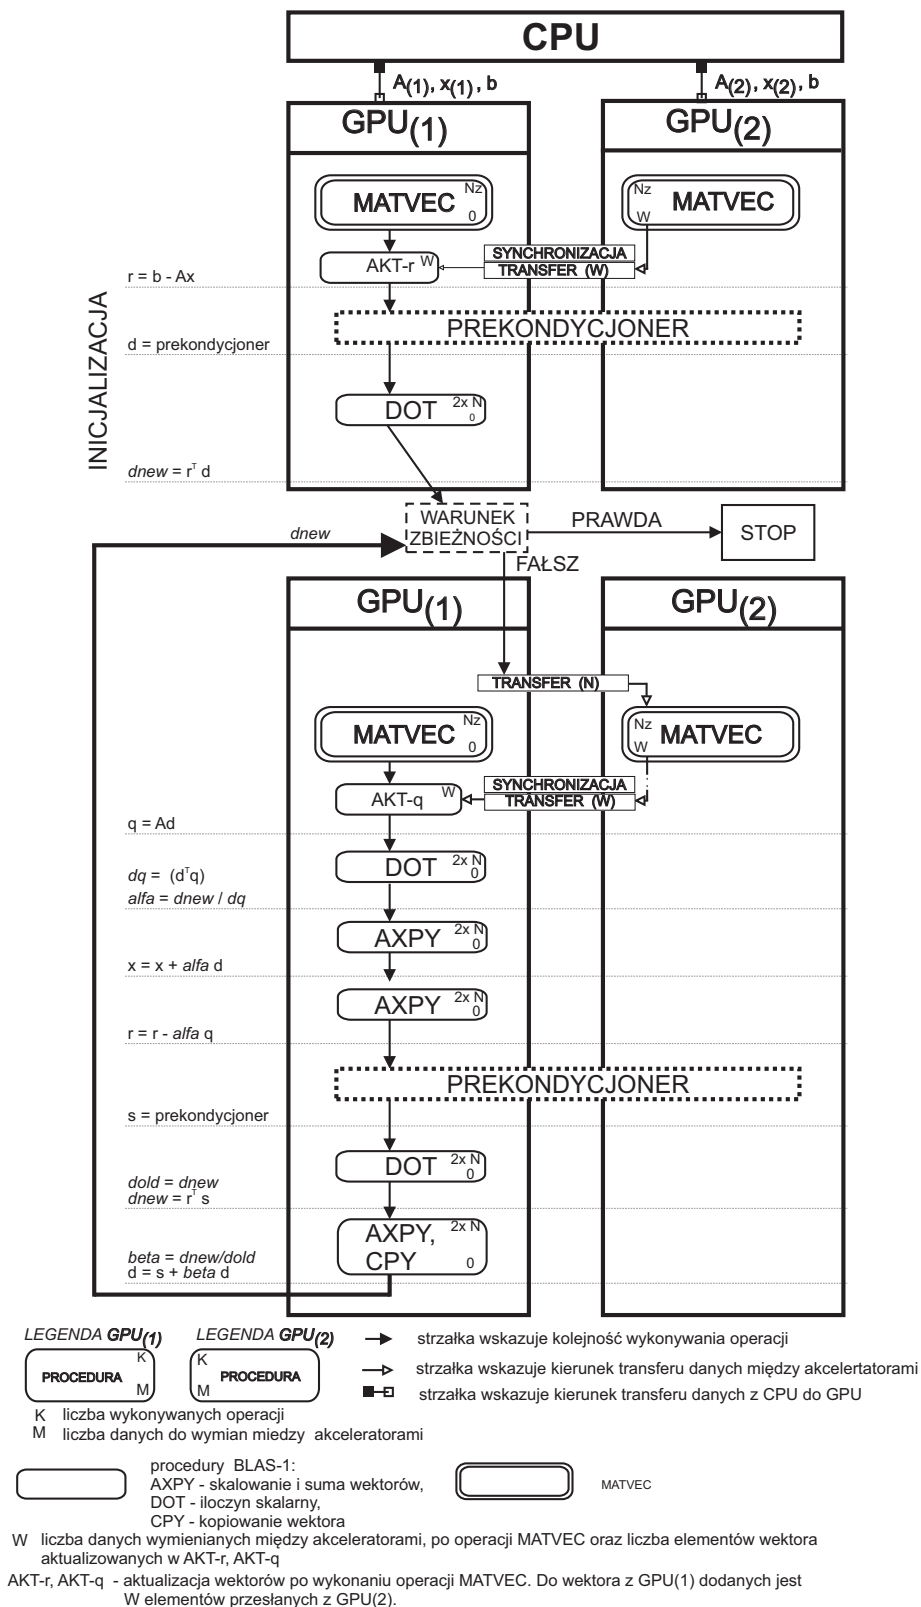 CPU
A(1), x(1), b
A(2), x(2), b
GPU(1)
GPU(2)
MATVEC Nz 0
Nz W MATVEC
SYNCHRONIZACJA
TRANSFER (W)
AKT-r W
r = b - Ax
INICJALIZACJA
PREKONDYCJONER
d = prekondycjoner
DOT 2x N 0
dnew = rᵀ d
WARUNEK
ZBIEŻNOŚCI
PRAWDA
STOP
dnew
FAŁSZ
GPU(1)
GPU(2)
TRANSFER (N)
MATVEC Nz 0
Nz W MATVEC
SYNCHRONIZACJA
TRANSFER (W)
AKT-q W
q = Ad
DOT 2x N 0
dq = (dᵀq)
alfa = dnew / dq
AXPY 2x N 0
x = x + alfa d
AXPY 2x N 0
r = r - alfa q
PREKONDYCJONER
s = prekondycjoner
DOT 2x N 0
dold = dnew
dnew = rᵀ s
AXPY, 2x N
CPY 0
beta = dnew/dold
d = s + beta d
LEGENDA GPU(1)
LEGENDA GPU(2)
PROCEDURA K M
K M PROCEDURA
strzałka wskazuje kolejność wykonywania operacji
strzałka wskazuje kierunek transferu danych między akcelertatorami
strzałka wskazuje kierunek transferu danych z CPU do GPU
K liczba wykonywanych operacji
M liczba danych do wymian miedzy akceleratorami
procedury BLAS-1:
AXPY - skalowanie i suma wektorów,
DOT - iloczyn skalarny,
CPY - kopiowanie wektora
MATVEC
W liczba danych wymienianych między akceleratorami, po operacji MATVEC oraz liczba elementów wektora
aktualizowanych w AKT-r, AKT-q
AKT-r, AKT-q - aktualizacja wektorów po wykonaniu operacji MATVEC. Do wektora z GPU(1) dodanych jest
W elementów przesłanych z GPU(2).